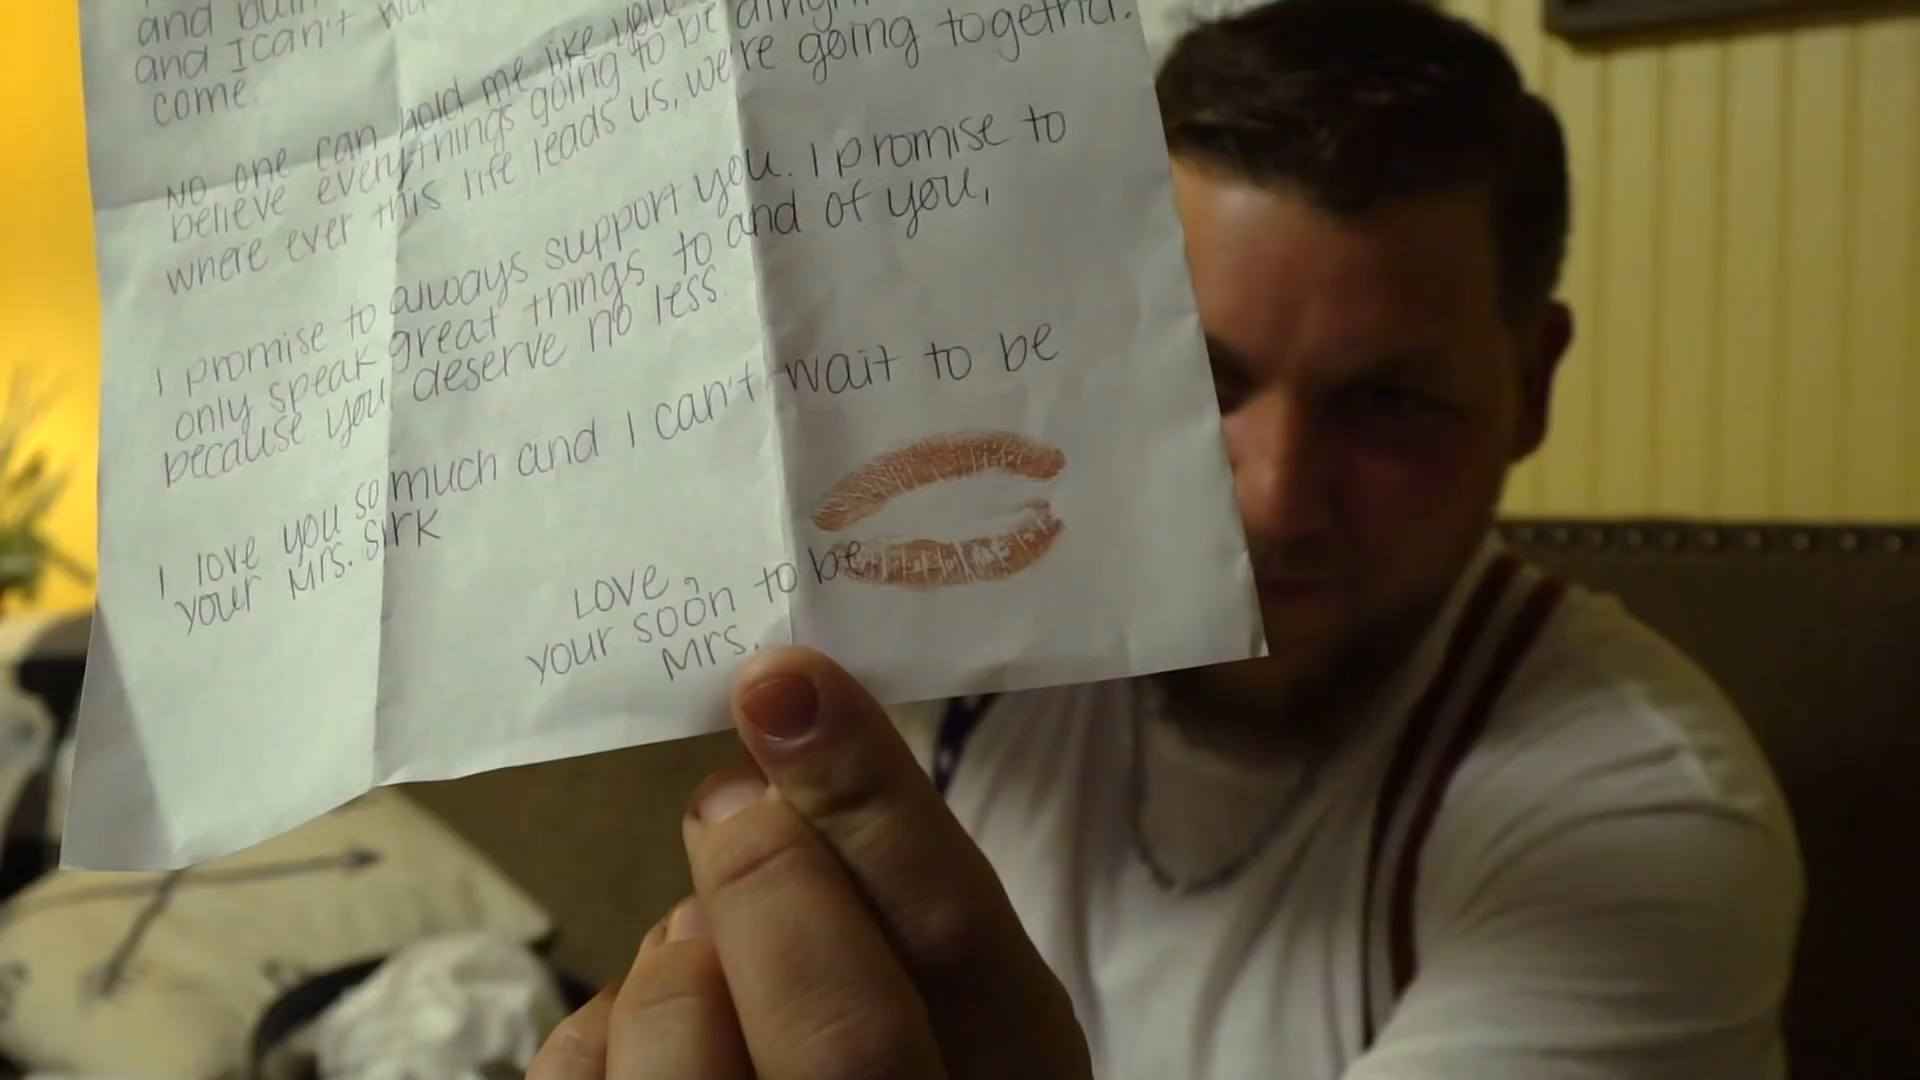 and
and I can't
come.
No one can hold me like you
believe everythings going to be
where ever this life leads us, we're going together.
I promise to always support you. I promise to
only speak great things to and of you,
because you deserve no less.
I love you so much and I can't wait to be
your Mrs. Sirk
Love,
your soon to be
Mrs.